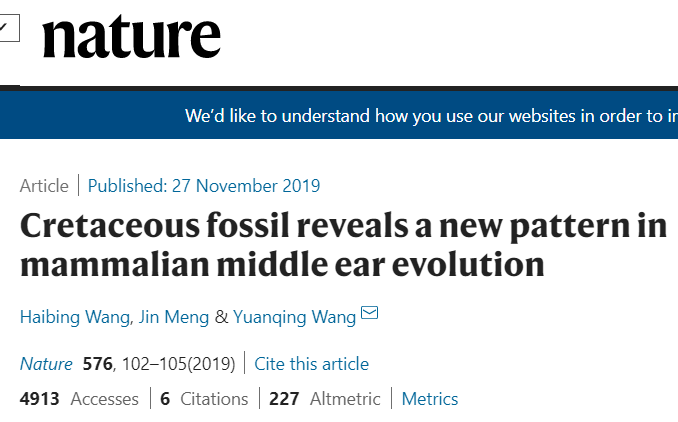 nature
We'd like to understand how you use our websites in order to
Article Published: 27 November 2019
Cretaceous fossil reveals a new pattern in
mammalian middle ear evolution
Haibing Wang, Jin Meng & Yuanqing Wang
Nature 576, 102–105(2019) Cite this article
4913 Accesses 6 Citations 227 Altmetric Metrics